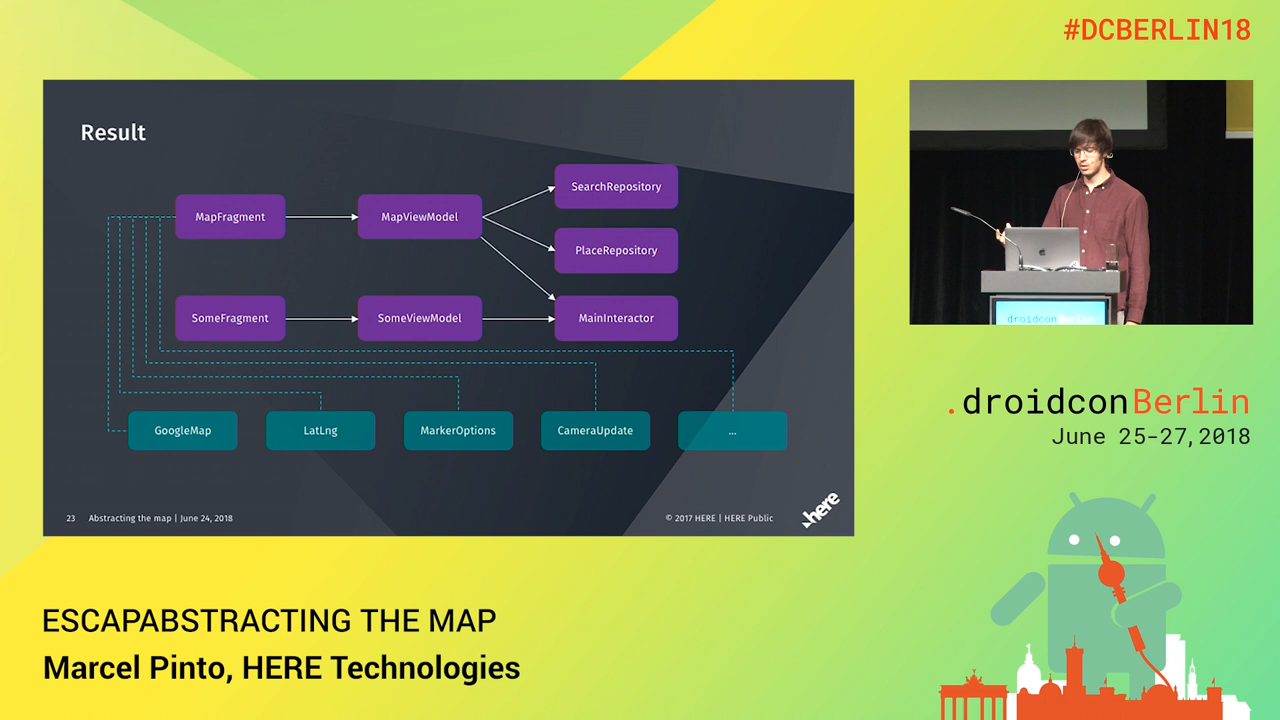 #DCBERLIN18
Result
SearchRepository
MapFragment
MapViewModel
PlaceRepository
SomeFragment
SomeViewModel
MainInteractor
GoogleMap
LatLng
MarkerOptions
CameraUpdate
...
23 Abstracting the map | June 24, 2018
© 2017 HERE | HERE Public
here
droidconBerlin
.droidconBerlin
June 25-27, 2018
ESCAPABSTRACTING THE MAP
Marcel Pinto, HERE Technologies